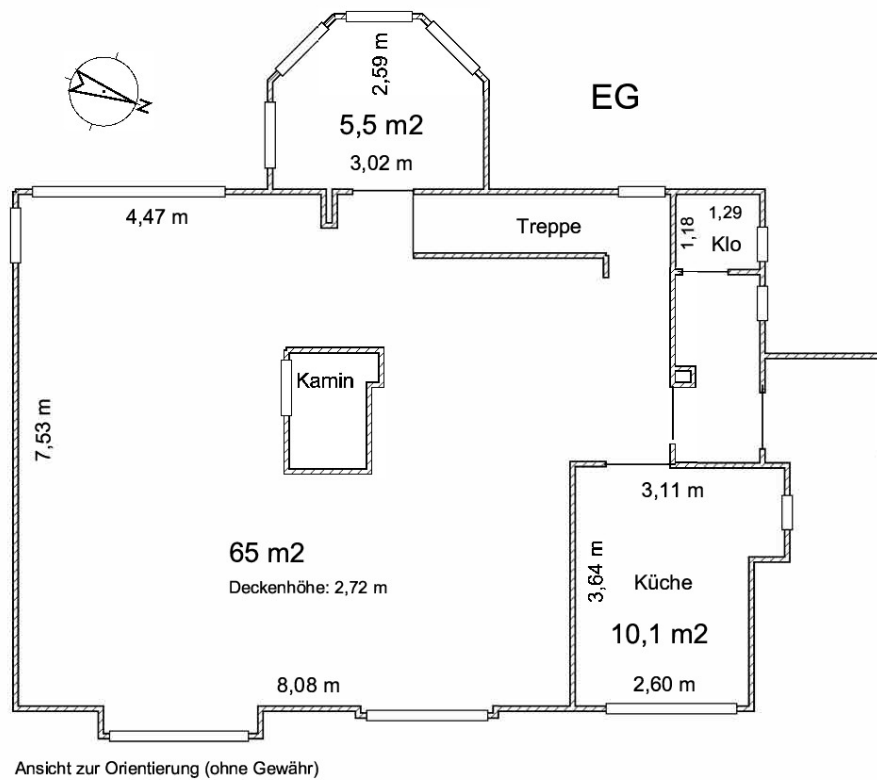 EG
N
2,59 m
5,5 m2
3,02 m
4,47 m
Treppe
1,29
1,18
Klo
Kamin
7,53 m
3,11 m
65 m2
Deckenhöhe: 2,72 m
3,64 m
Küche
10,1 m2
8,08 m
2,60 m
Ansicht zur Orientierung (ohne Gewähr)